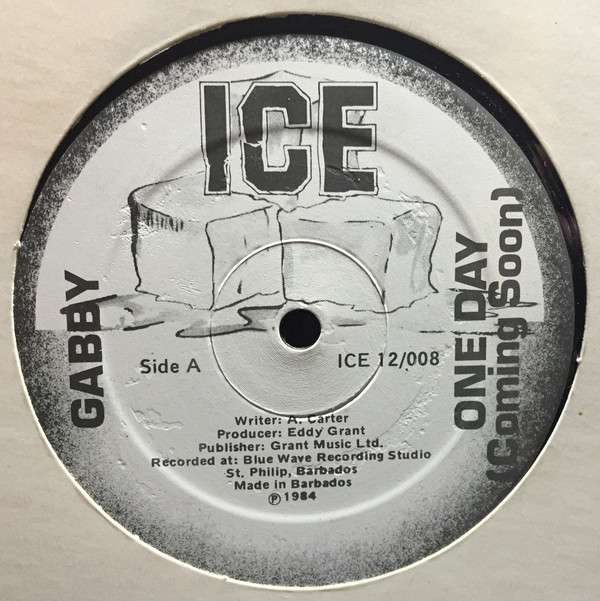 ICE
GABBY
ONE DAY
(Coming Soon)
Side A
ICE 12/008
Writer: A. Carter
Producer: Eddy Grant
Publisher: Grant Music Ltd.
Recorded at: Blue Wave Recording Studio
St. Philip, Barbados
Made in Barbados
℗ 1984